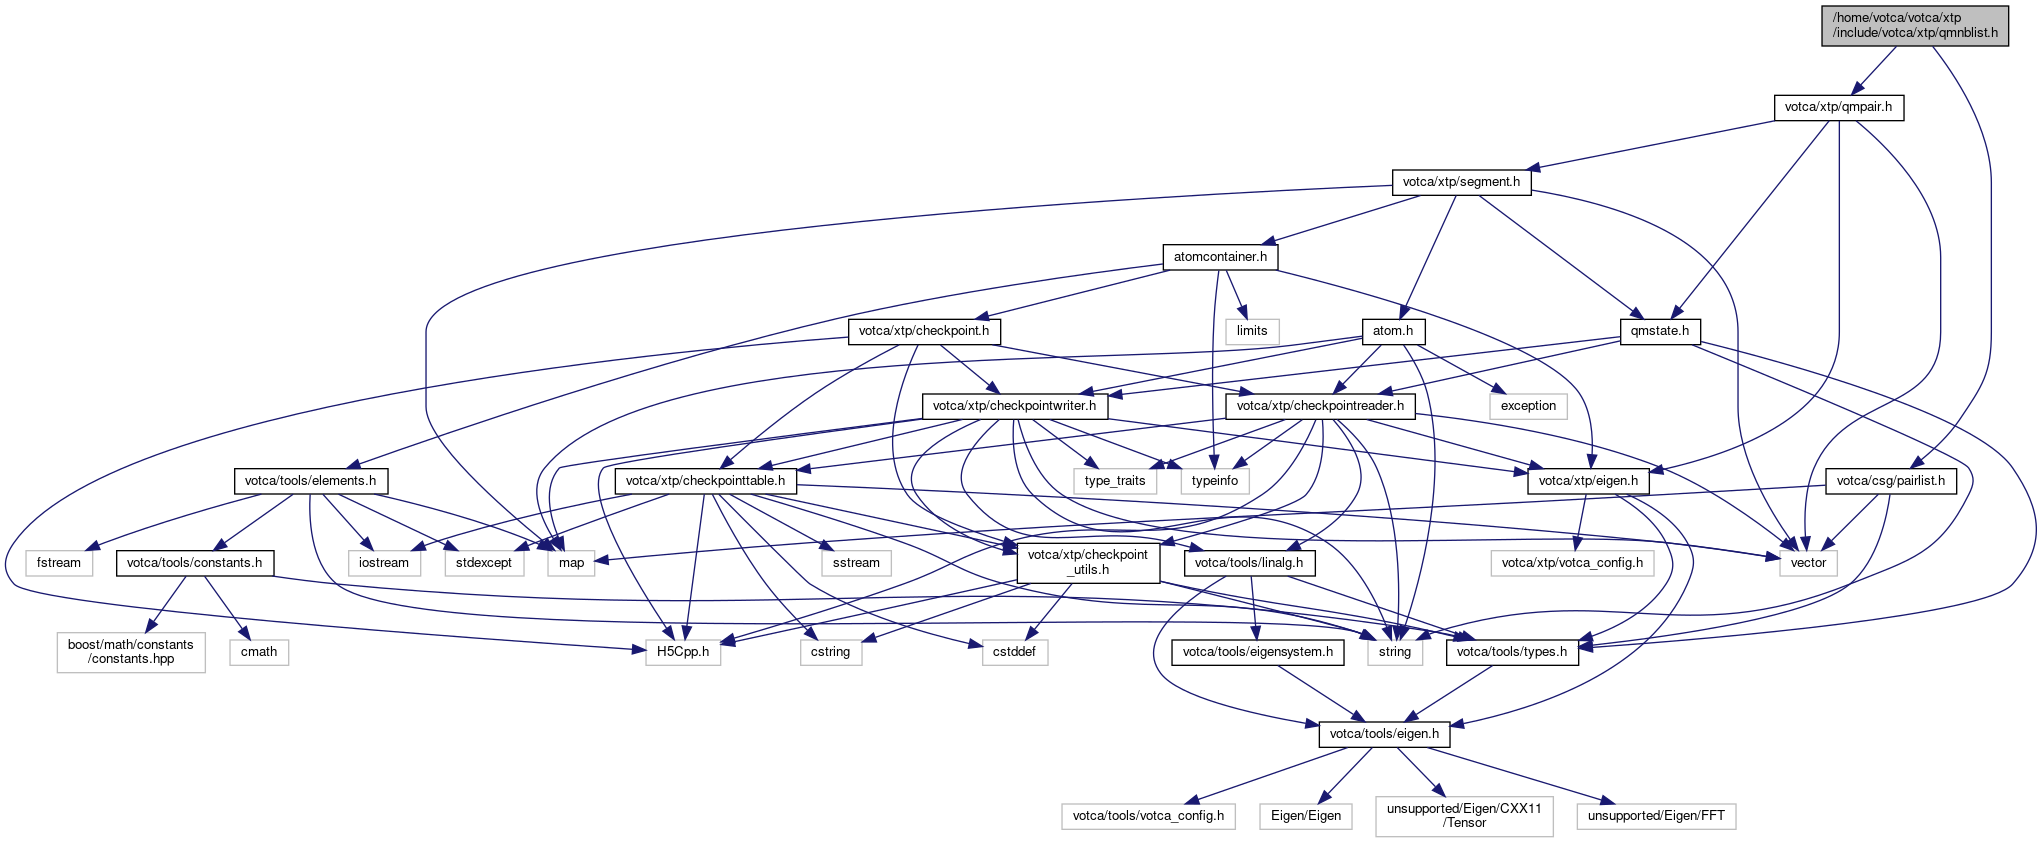 /home/votca/votca/xtp
/include/votca/xtp/qmnblist.h
votca/xtp/qmpair.h
votca/xtp/segment.h
atomcontainer.h
votca/xtp/checkpoint.h
limits
atom.h
qmstate.h
votca/xtp/checkpointwriter.h
votca/xtp/checkpointreader.h
exception
votca/tools/elements.h
votca/xtp/checkpointtable.h
type_traits
typeinfo
votca/xtp/eigen.h
votca/csg/pairlist.h
fstream
votca/tools/constants.h
iostream
stdexcept
map
sstream
votca/xtp/checkpoint
_utils.h
votca/tools/linalg.h
votca/xtp/votca_config.h
vector
boost/math/constants
/constants.hpp
cmath
H5Cpp.h
cstring
cstddef
votca/tools/eigensystem.h
string
votca/tools/types.h
votca/tools/eigen.h
votca/tools/votca_config.h
Eigen/Eigen
unsupported/Eigen/CXX11
/Tensor
unsupported/Eigen/FFT